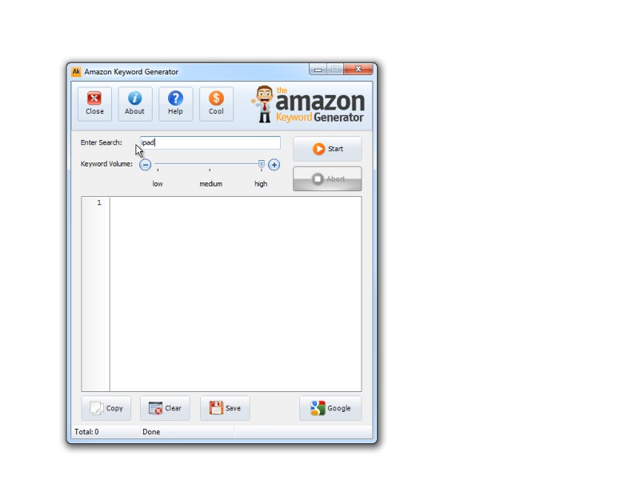 Ak Amazon Keyword Generator
Close About Help Cool
the
amazon
Keyword Generator
Enter Search: ipad
Start
Keyword Volume:
low medium high
Abort
1
Copy Clear Save Google
Total: 0 Done